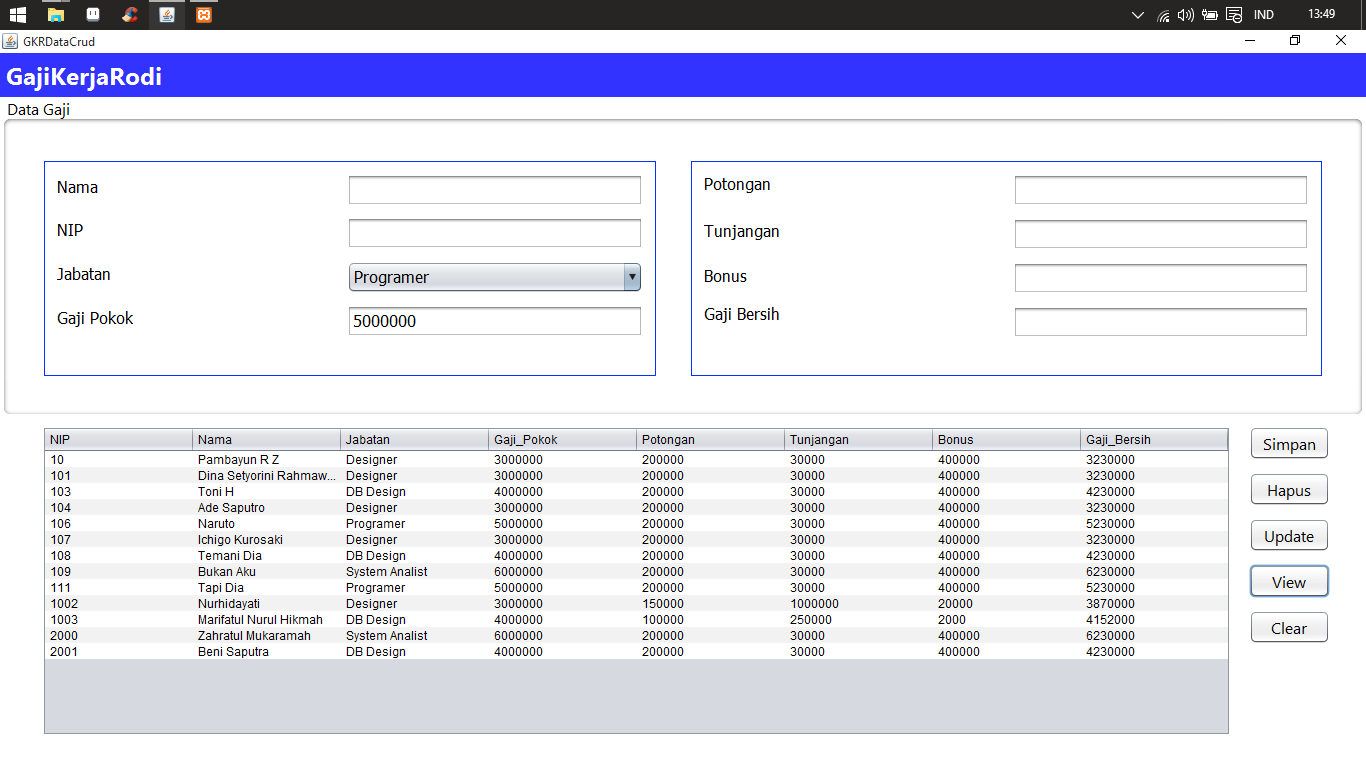 IND 13:49
GKRDataCrud
GajiKerjaRodi
Data Gaji
Nama
NIP
Jabatan Programer
Gaji Pokok 5000000
Potongan
Tunjangan
Bonus
Gaji Bersih
NIP Nama Jabatan Gaji_Pokok Potongan Tunjangan Bonus Gaji_Bersih
10 Pambayun R Z Designer 3000000 200000 30000 400000 3230000
101 Dina Setyorini Rahmaw... Designer 3000000 200000 30000 400000 3230000
103 Toni H DB Design 4000000 200000 30000 400000 4230000
104 Ade Saputro Designer 3000000 200000 30000 400000 3230000
106 Naruto Programer 5000000 200000 30000 400000 5230000
107 Ichigo Kurosaki Designer 3000000 200000 30000 400000 3230000
108 Temani Dia DB Design 4000000 200000 30000 400000 4230000
109 Bukan Aku System Analist 6000000 200000 30000 400000 6230000
111 Tapi Dia Programer 5000000 200000 30000 400000 5230000
1002 Nurhidayati Designer 3000000 150000 1000000 20000 3870000
1003 Marifatul Nurul Hikmah DB Design 4000000 100000 250000 2000 4152000
2000 Zahratul Mukaramah System Analist 6000000 200000 30000 400000 6230000
2001 Beni Saputra DB Design 4000000 200000 30000 400000 4230000
Simpan
Hapus
Update
View
Clear